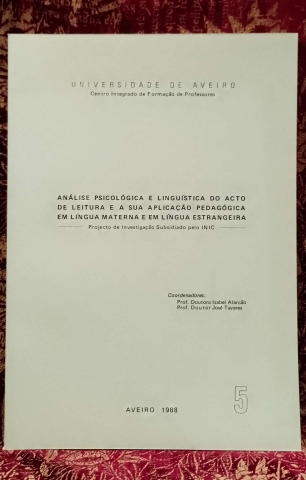 UNIVERSIDADE DE AVEIRO
Centro Integrado de Formação de Professores
ANÁLISE PSICOLÓGICA E LINGUÍSTICA DO ACTO
DE LEITURA E A SUA APLICAÇÃO PEDAGÓGICA
EM LÍNGUA MATERNA E EM LÍNGUA ESTRANGEIRA
Projecto de Investigação Subsidiado pelo INIC
Coordenadores:
Prof. Doutora Isabel Alarcão
Prof. Doutor José Tavares
AVEIRO 1988
5